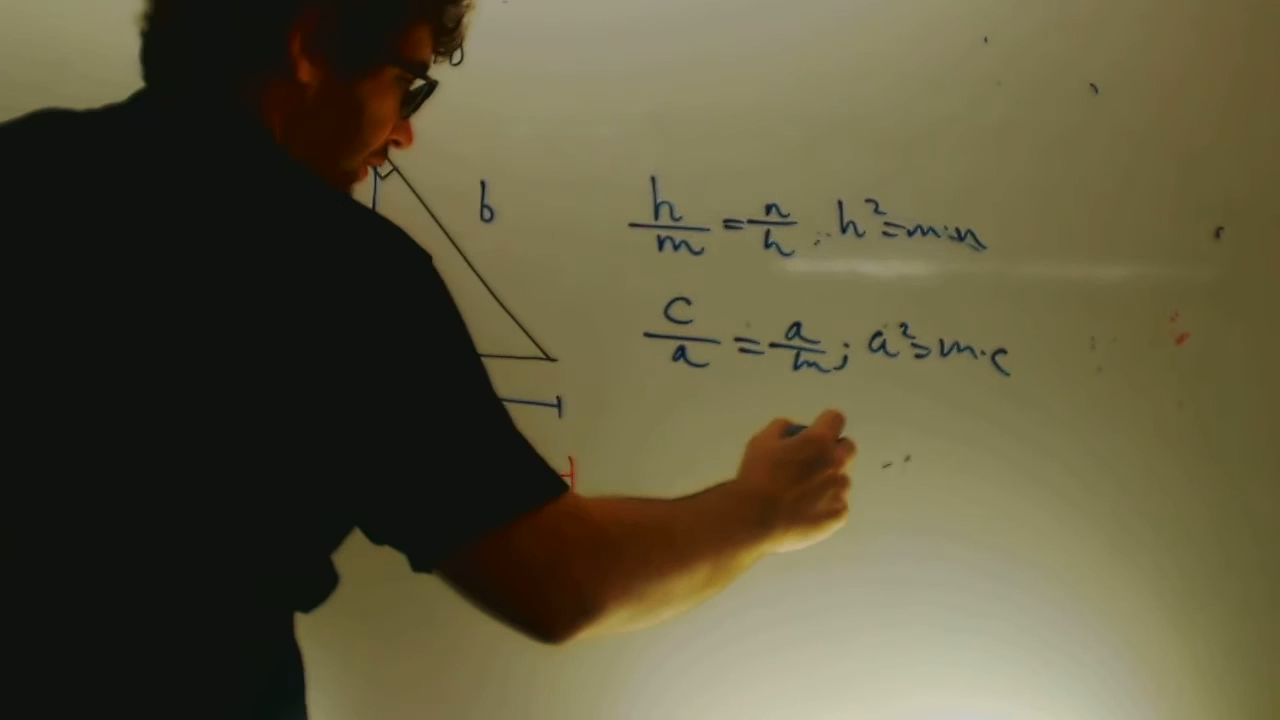 b
h/m = n/h ; h² = m·n
c/a = a/m ; a² = m·c